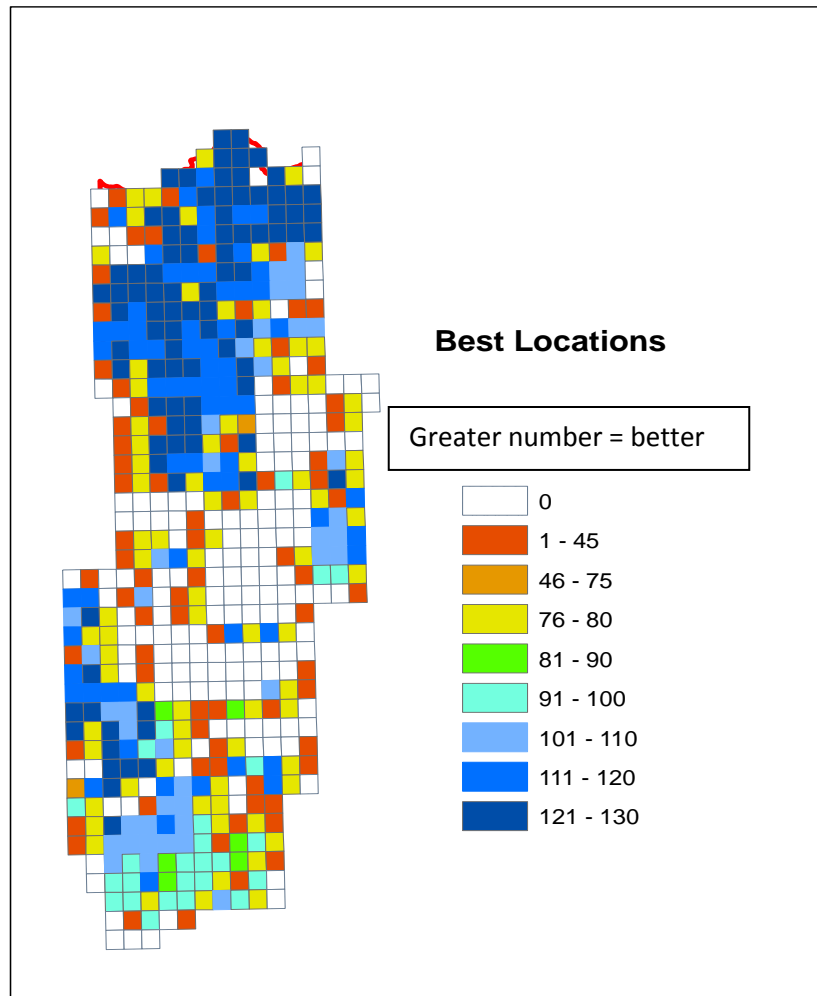 Best Locations
Greater number = better
0
1 - 45
46 - 75
76 - 80
81 - 90
91 - 100
101 - 110
111 - 120
121 - 130